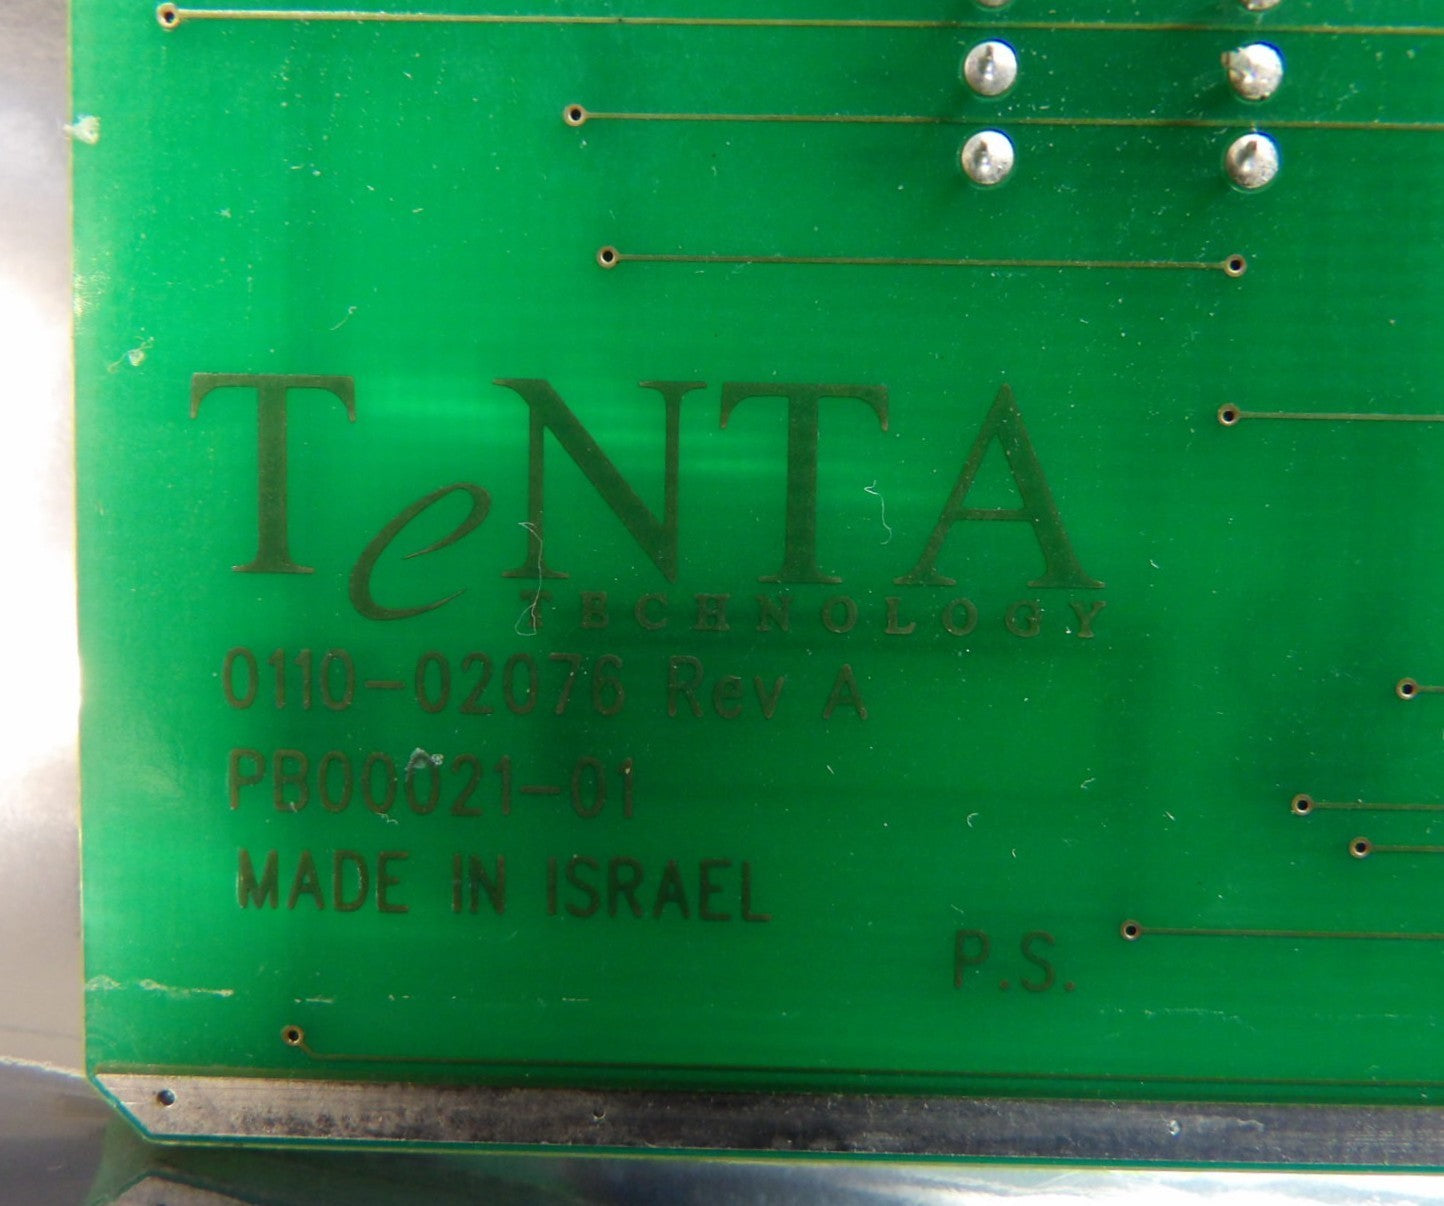 TeNTA
TECHNOLOGY
0110-02076 Rev A
PB00021-01
MADE IN ISRAEL
P.S.